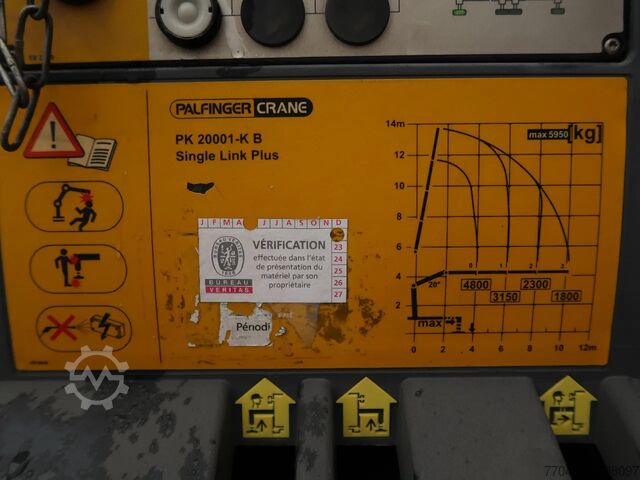 PALFINGER CRANE
PK 20001-K B
Single Link Plus
max 5950 [kg]
14m
12
10
8
6
4
2
0 1 2 3
20°
4800 2300
3150 1800
max
0 2 4 6 8 10 12m
J F M A J J A S O N D
23
24
25
26
27
VÉRIFICATION
effectuée dans l'état
de présentation du
matériel par son
propriétaire
BUREAU
VERITAS
Pénodi